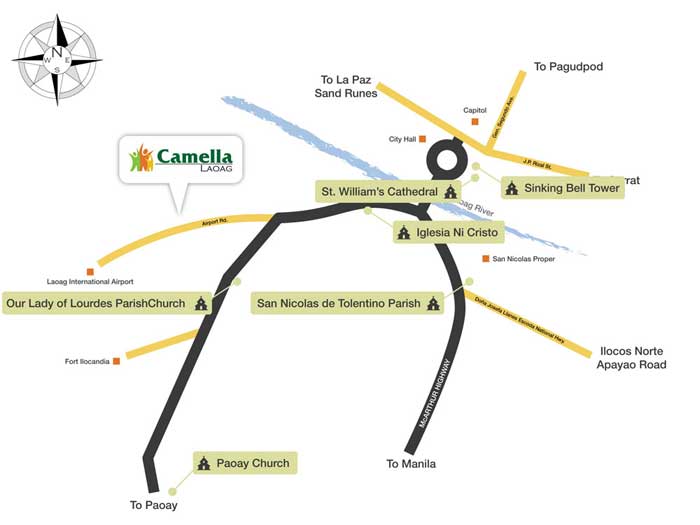 N
W
E
S
To La Paz
Sand Runes
To Pagudpod
Capitol
Gen. Segundo Ave.
City Hall
J.P. Rizal St.
rrat
Camella
LAOAG
St. William's Cathedral
Sinking Bell Tower
oag River
Iglesia Ni Cristo
Airport Rd.
San Nicolas Proper
Laoag International Airport
Our Lady of Lourdes ParishChurch
San Nicolas de Tolentino Parish
Doña Josefa Llanes Escoda National Hwy.
Ilocos Norte
Apayao Road
Fort Ilocandia
McARTHUR HIGHWAY
Paoay Church
To Manila
To Paoay